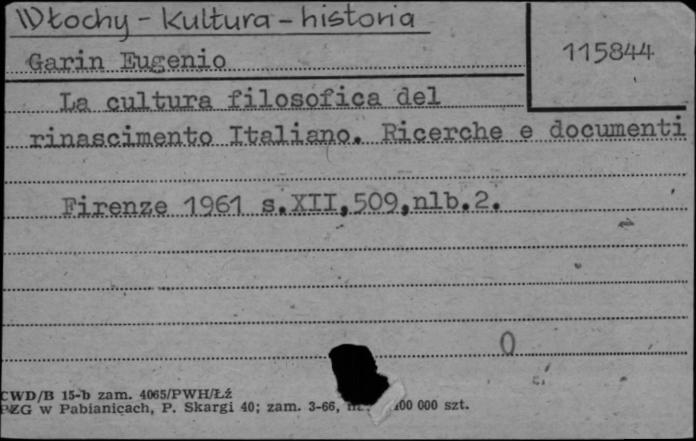 Włochy - kultura - historia
115844
Garin Eugenio
La cultura filosofica del
rinascimento Italiano. Ricerche e documenti
Firenze 1961 s.XII,509,nlb.2.
0
CWD/B 15-b zam. 4065/PWH/Łź
PZG w Pabianicach, P. Skargi 40; zam. 3-66, 000 szt.